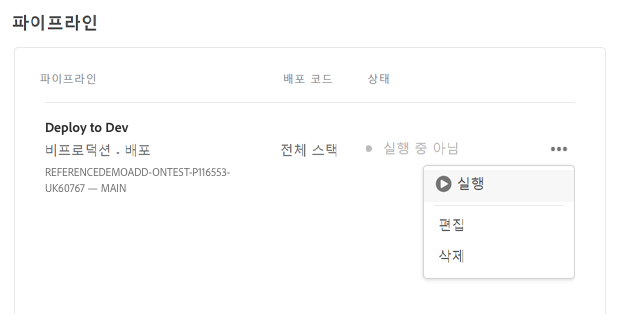 파이프라인
파이프라인 배포 코드 상태
Deploy to Dev
비프로덕션 . 배포 전체 스택 실행 중 아님
REFERENCEDEMOADD-ONTEST-P116553-
UK60767 — MAIN
실행
편집
삭제